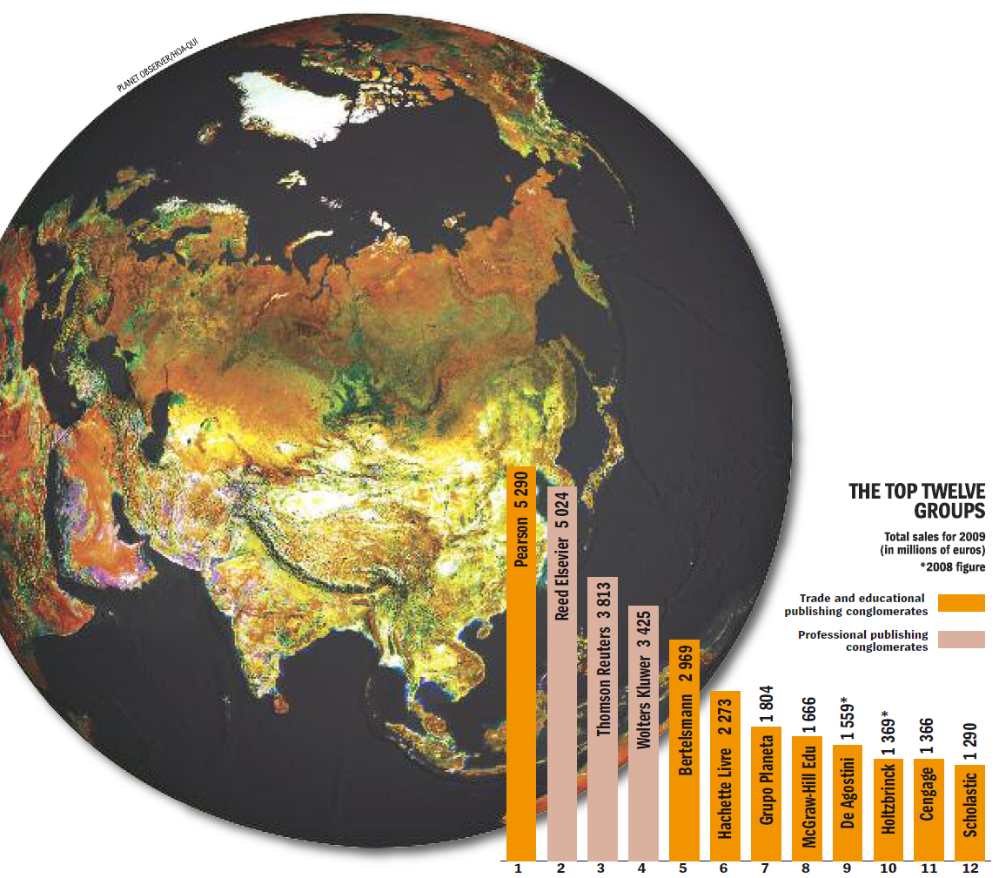 PLANET OBSERVER/HOA-QUI
THE TOP TWELVE
GROUPS
Total sales for 2009
(in millions of euros)
*2008 figure
Trade and educational
publishing conglomerates
Professional publishing
conglomerates
Pearson 5 290
Reed Elsevier 5 024
Thomson Reuters 3 813
Wolters Kluwer 3 425
Bertelsmann 2 969
Hachette Livre 2 273
Grupo Planeta 1 804
McGraw-Hill Edu 1 666
De Agostini 1 559*
Holtzbrinck 1 369*
Cengage 1 366
Scholastic 1 290
1 2 3 4 5 6 7 8 9 10 11 12